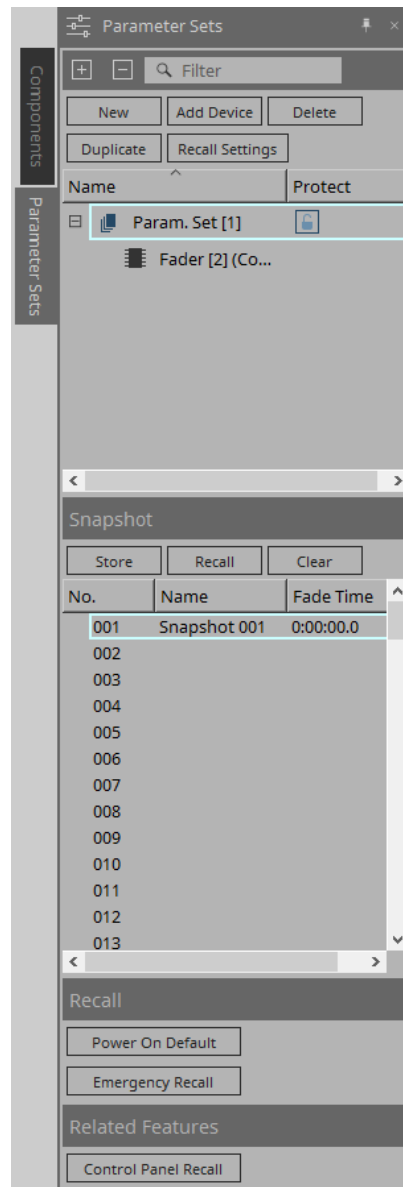 Parameter Sets
Components
Parameter Sets
Filter
New Add Device Delete
Duplicate Recall Settings
Name Protect
Param. Set [1]
Fader [2] (Co...
Snapshot
Store Recall Clear
No. Name Fade Time
001 Snapshot 001 0:00:00.0
002
003
004
005
006
007
008
009
010
011
012
013
Recall
Power On Default
Emergency Recall
Related Features
Control Panel Recall